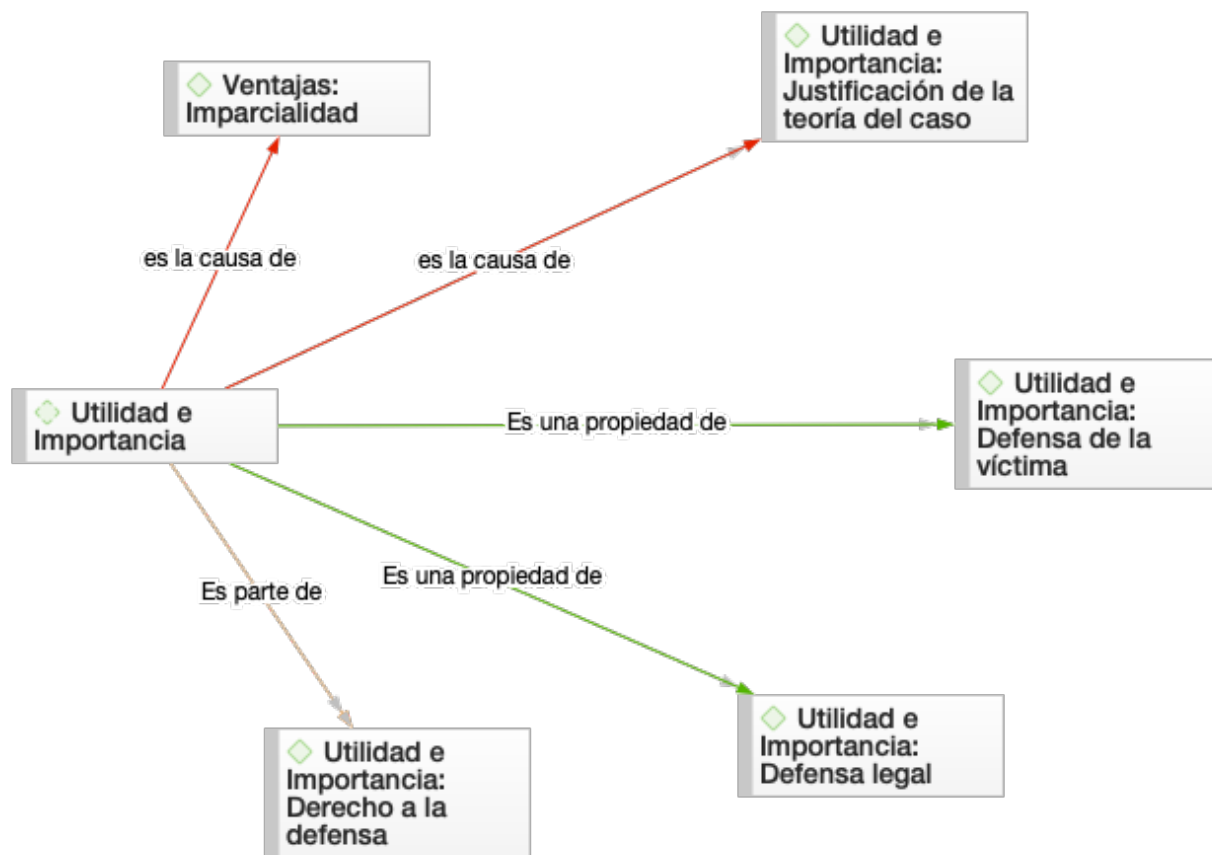 Utilidad e
Importancia:
Justificación de la
teoría del caso
Ventajas:
Imparcialidad
es la causa de
es la causa de
Utilidad e
Importancia
Es una propiedad de
Utilidad e
Importancia:
Defensa de la
víctima
Es una propiedad de
Es parte de
Utilidad e
Importancia:
Defensa legal
Utilidad e
Importancia:
Derecho a la
defensa